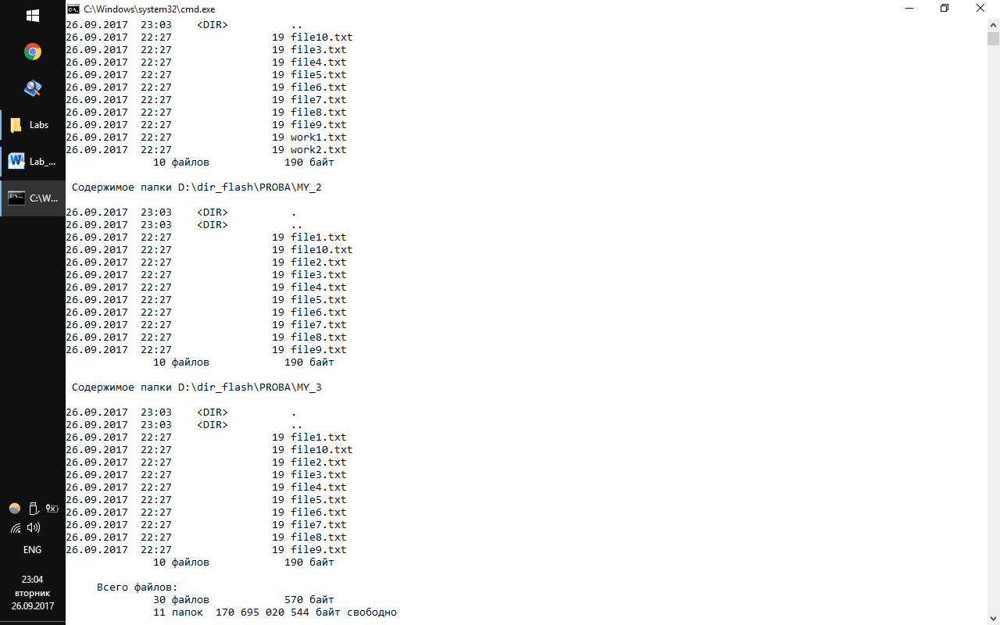 C:\Windows\system32\cmd.exe
26.09.2017  23:03    <DIR>          ..
26.09.2017  22:27                19 file10.txt
26.09.2017  22:27                19 file3.txt
26.09.2017  22:27                19 file4.txt
26.09.2017  22:27                19 file5.txt
26.09.2017  22:27                19 file6.txt
26.09.2017  22:27                19 file7.txt
26.09.2017  22:27                19 file8.txt
26.09.2017  22:27                19 file9.txt
26.09.2017  22:27                19 work1.txt
26.09.2017  22:27                19 work2.txt
10 файлов            190 байт
Содержимое папки D:\dir_flash\PROBA\MY_2
26.09.2017  23:03    <DIR>          .
26.09.2017  23:03    <DIR>          ..
26.09.2017  22:27                19 file1.txt
26.09.2017  22:27                19 file10.txt
26.09.2017  22:27                19 file2.txt
26.09.2017  22:27                19 file3.txt
26.09.2017  22:27                19 file4.txt
26.09.2017  22:27                19 file5.txt
26.09.2017  22:27                19 file6.txt
26.09.2017  22:27                19 file7.txt
26.09.2017  22:27                19 file8.txt
26.09.2017  22:27                19 file9.txt
10 файлов            190 байт
Содержимое папки D:\dir_flash\PROBA\MY_3
26.09.2017  23:03    <DIR>          .
26.09.2017  23:03    <DIR>          ..
26.09.2017  22:27                19 file1.txt
26.09.2017  22:27                19 file10.txt
26.09.2017  22:27                19 file2.txt
26.09.2017  22:27                19 file3.txt
26.09.2017  22:27                19 file4.txt
26.09.2017  22:27                19 file5.txt
26.09.2017  22:27                19 file6.txt
26.09.2017  22:27                19 file7.txt
26.09.2017  22:27                19 file8.txt
26.09.2017  22:27                19 file9.txt
10 файлов            190 байт
Всего файлов:
30 файлов            570 байт
11 папок  170 695 020 544 байт свободно
Labs
Lab_...
C:\W...
ENG
23:04
вторник
26.09.2017